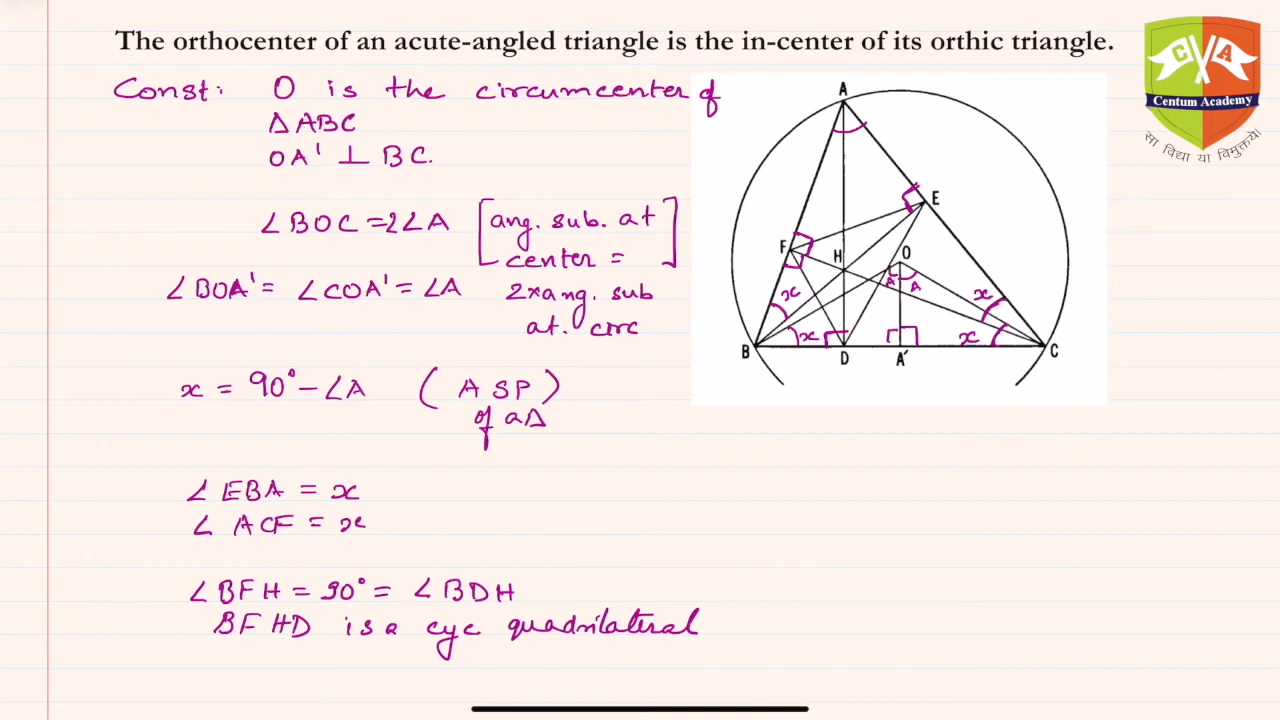 The orthocenter of an acute-angled triangle is the in-center of its orthic triangle.
Const: O is the circumcenter of
Δ ABC
OA' ⊥ BC.
∠BOC = 2∠A [ang. sub. at
center =
∠BOA' = ∠COA' = ∠A 2×ang. sub
at. circ
x = 90° - ∠A (ASP)
of a Δ
∠EBA = x
∠ACF = x
∠BFH = 90° = ∠BDH
BFHD is a cyc quadrilateral
A
E
F
H
O
A
A
x
x
x
x
B
D
A'
C
C A
Centum Academy
सा विद्या या विमुक्तये।